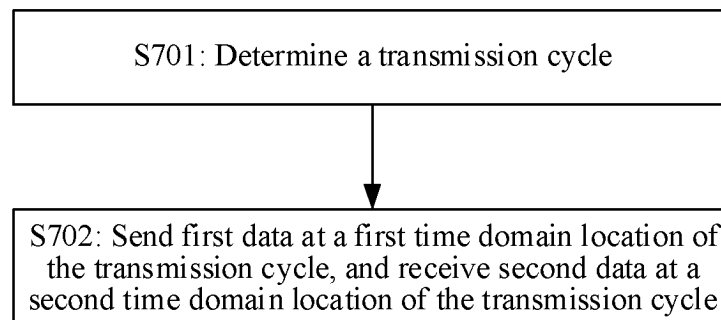 S701: Determine a transmission cycle
S702: Send first data at a first time domain location of
the transmission cycle, and receive second data at a
second time domain location of the transmission cycle